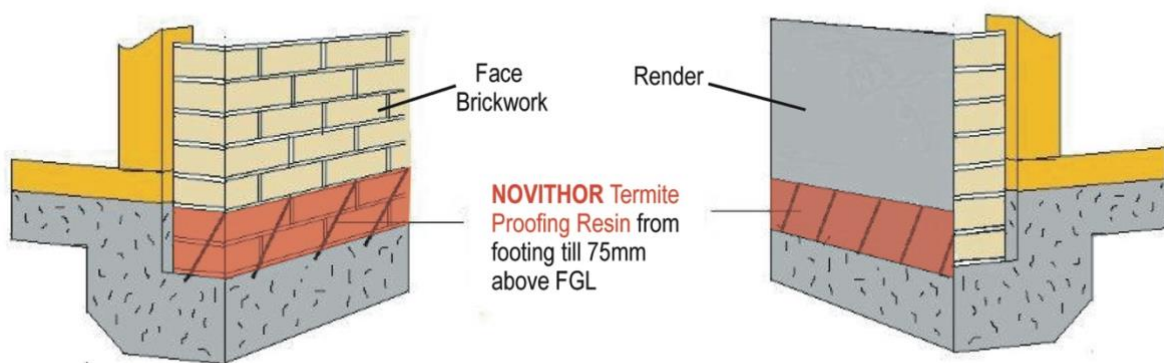 Face
Brickwork
Render
NOVITHOR Termite
Proofing Resin from
footing till 75mm
above FGL